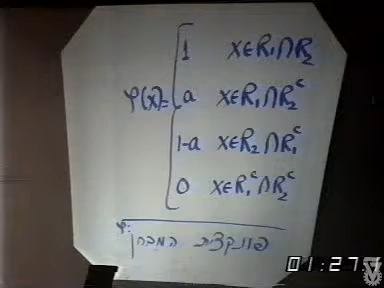 1 x∈R₁∩R₂
φ(x)= a x∈R₁∩R₂ᶜ
1-a x∈R₂∩R₁ᶜ
0 x∈R₁ᶜ∩R₂ᶜ
φ: פונקצית המבחן
01:27